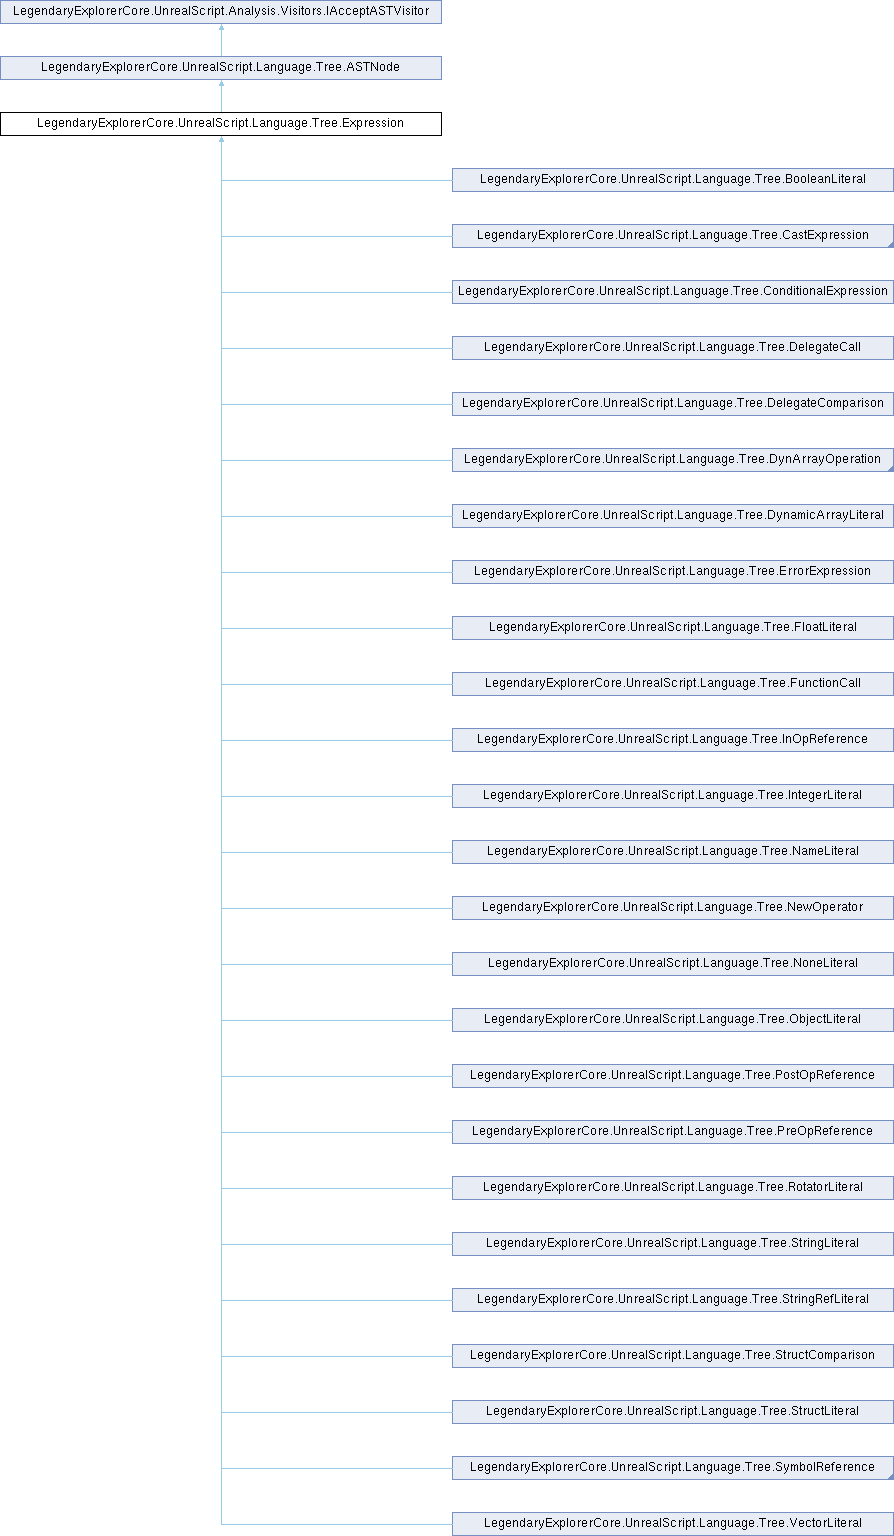 LegendaryExplorerCore.UnrealScript.Analysis.Visitors.IAcceptASTVisitor
LegendaryExplorerCore.UnrealScript.Language.Tree.ASTNode
LegendaryExplorerCore.UnrealScript.Language.Tree.Expression
LegendaryExplorerCore.UnrealScript.Language.Tree.BooleanLiteral
LegendaryExplorerCore.UnrealScript.Language.Tree.CastExpression
LegendaryExplorerCore.UnrealScript.Language.Tree.ConditionalExpression
LegendaryExplorerCore.UnrealScript.Language.Tree.DelegateCall
LegendaryExplorerCore.UnrealScript.Language.Tree.DelegateComparison
LegendaryExplorerCore.UnrealScript.Language.Tree.DynArrayOperation
LegendaryExplorerCore.UnrealScript.Language.Tree.DynamicArrayLiteral
LegendaryExplorerCore.UnrealScript.Language.Tree.ErrorExpression
LegendaryExplorerCore.UnrealScript.Language.Tree.FloatLiteral
LegendaryExplorerCore.UnrealScript.Language.Tree.FunctionCall
LegendaryExplorerCore.UnrealScript.Language.Tree.InOpReference
LegendaryExplorerCore.UnrealScript.Language.Tree.IntegerLiteral
LegendaryExplorerCore.UnrealScript.Language.Tree.NameLiteral
LegendaryExplorerCore.UnrealScript.Language.Tree.NewOperator
LegendaryExplorerCore.UnrealScript.Language.Tree.NoneLiteral
LegendaryExplorerCore.UnrealScript.Language.Tree.ObjectLiteral
LegendaryExplorerCore.UnrealScript.Language.Tree.PostOpReference
LegendaryExplorerCore.UnrealScript.Language.Tree.PreOpReference
LegendaryExplorerCore.UnrealScript.Language.Tree.RotatorLiteral
LegendaryExplorerCore.UnrealScript.Language.Tree.StringLiteral
LegendaryExplorerCore.UnrealScript.Language.Tree.StringRefLiteral
LegendaryExplorerCore.UnrealScript.Language.Tree.StructComparison
LegendaryExplorerCore.UnrealScript.Language.Tree.StructLiteral
LegendaryExplorerCore.UnrealScript.Language.Tree.SymbolReference
LegendaryExplorerCore.UnrealScript.Language.Tree.VectorLiteral